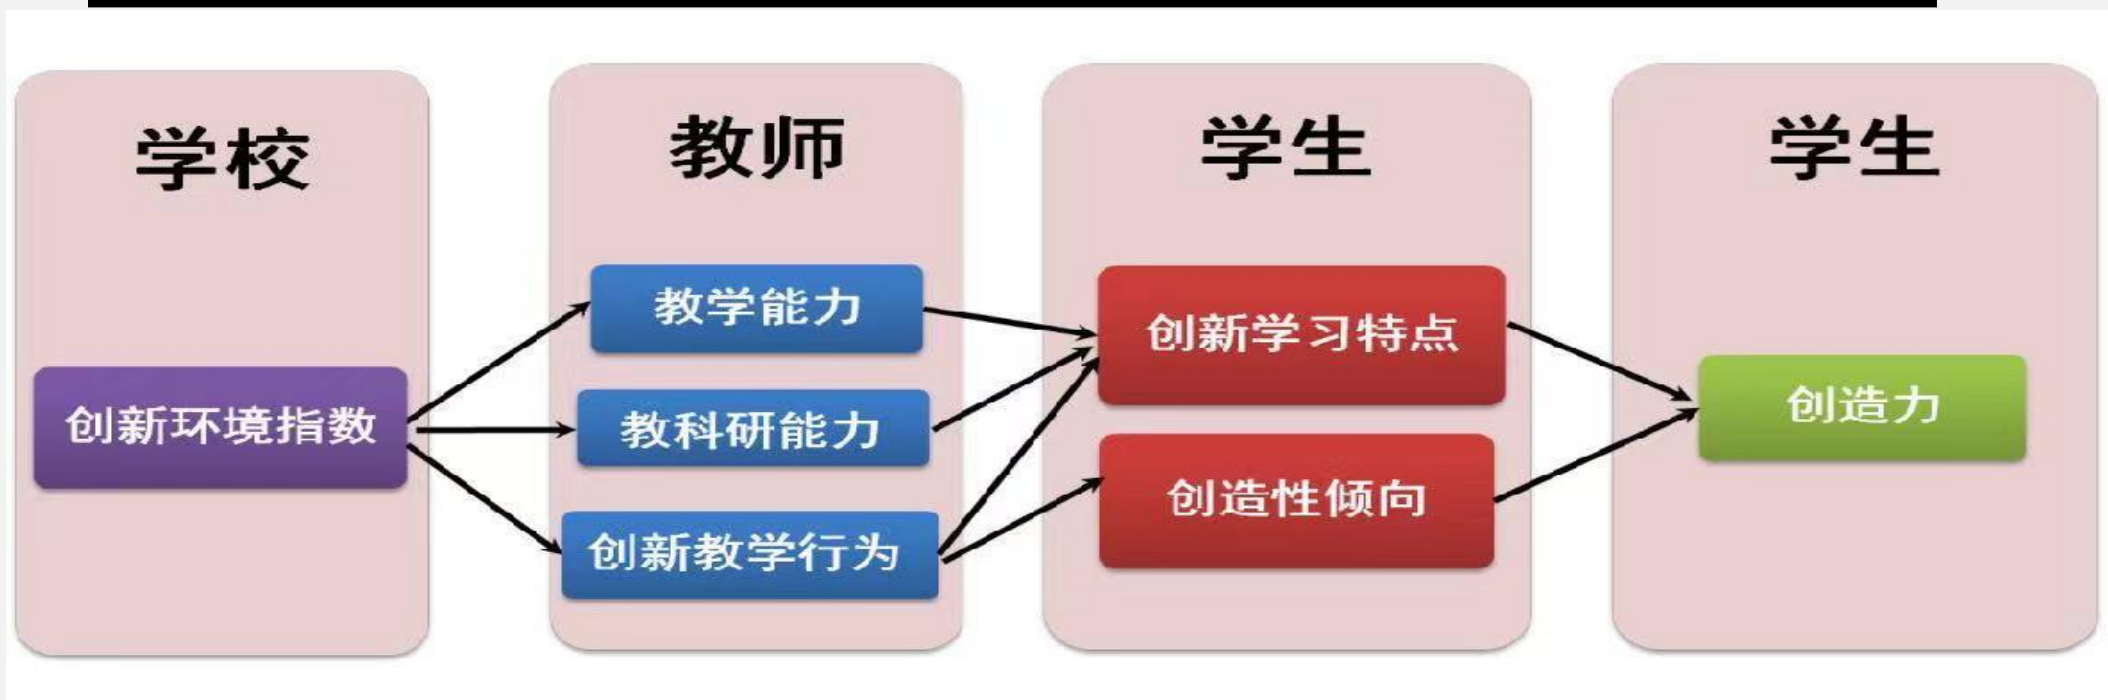 学校
创新环境指数
教师
教学能力
教科研能力
创新教学行为
学生
创新学习特点
创造性倾向
学生
创造力